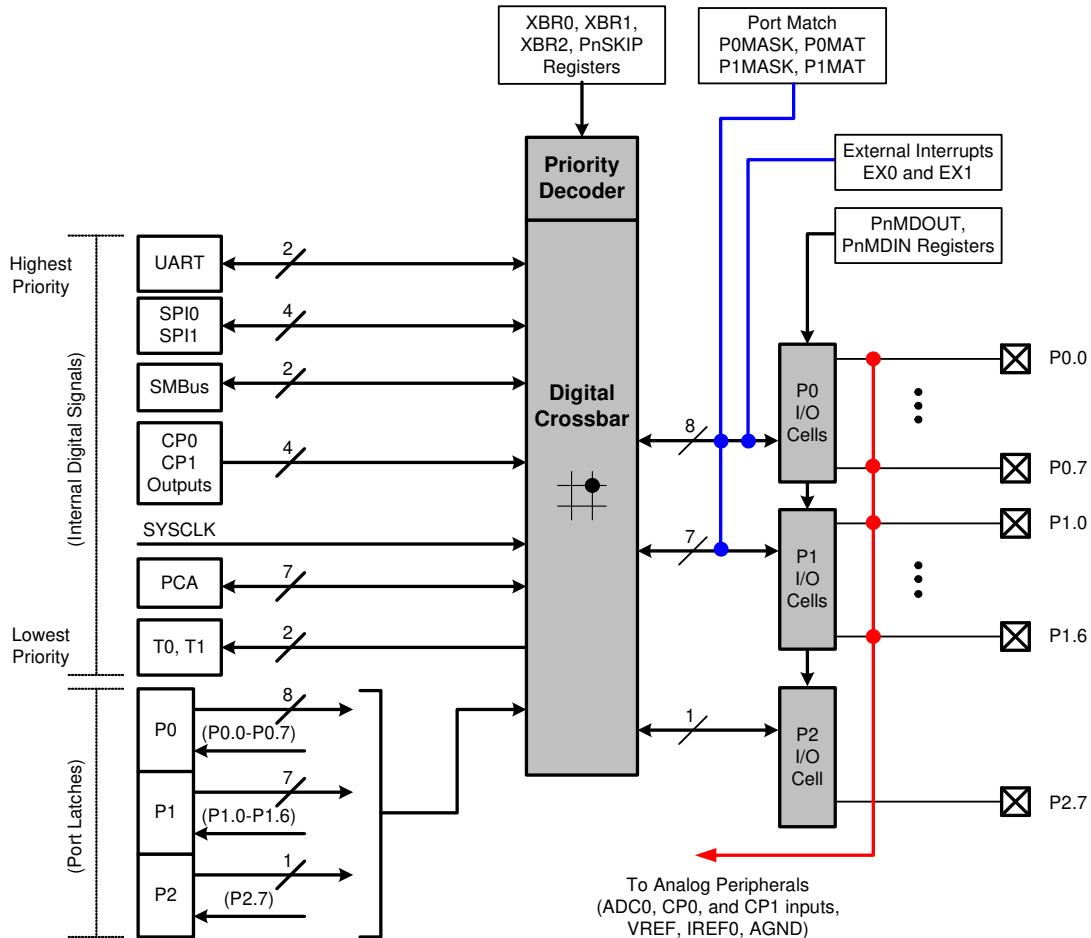 XBR0, XBR1,
XBR2, PnSKIP
Registers
Port Match
P0MASK, P0MAT
P1MASK, P1MAT
External Interrupts
EX0 and EX1
Priority
Decoder
PnMDOUT,
PnMDIN Registers
Highest
Priority
UART
2
SPI0
SPI1
4
SMBus
2
CP0
CP1
Outputs
4
SYSCLK
PCA
7
Lowest
Priority
T0, T1
2
(Internal Digital Signals)
Digital
Crossbar
8
P0
I/O
Cells
P0.0
P0.7
7
P1
I/O
Cells
P1.0
P1.6
1
P2
I/O
Cell
P2.7
(Port Latches)
P0
8
(P0.0-P0.7)
P1
7
(P1.0-P1.6)
P2
1
(P2.7)
To Analog Peripherals
(ADC0, CP0, and CP1 inputs,
VREF, IREF0, AGND)